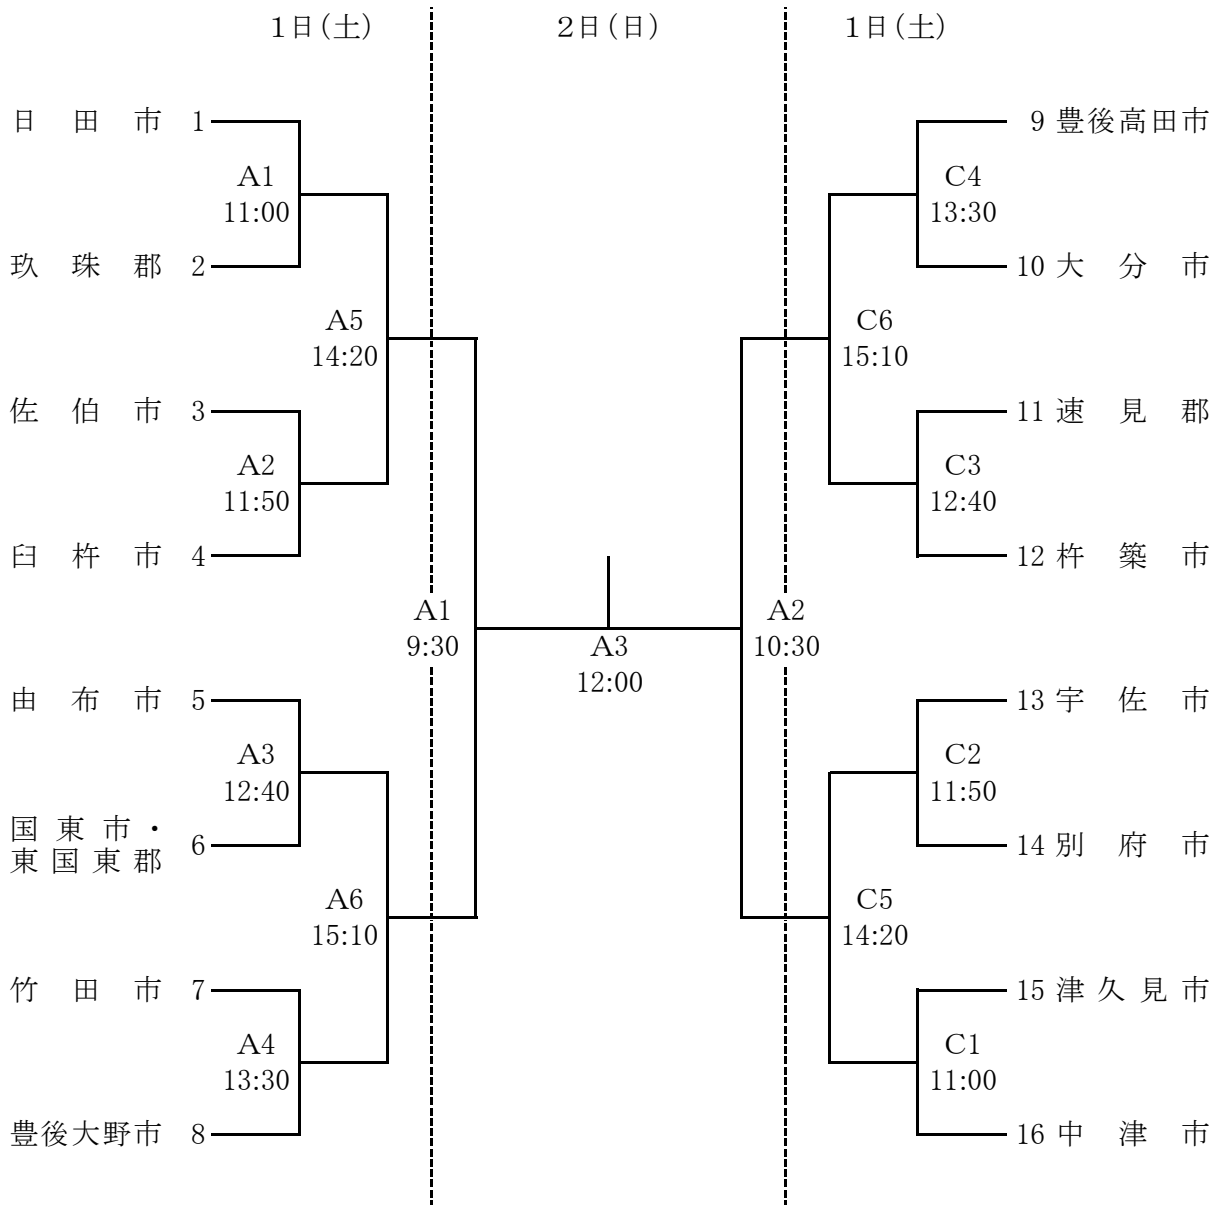 1日(土)
2日(日)
1日(土)
日田市 1
A1
11:00
玖珠郡 2
A5
14:20
佐伯市 3
A2
11:50
臼杵市 4
A1
9:30
由布市 5
A3
12:40
国東市・
東国東郡 6
A6
15:10
竹田市 7
A4
13:30
豊後大野市 8
A3
12:00
9 豊後高田市
C4
13:30
10 大分市
C6
15:10
11 速見郡
C3
12:40
12 杵築市
A2
10:30
13 宇佐市
C2
11:50
14 別府市
C5
14:20
15 津久見市
C1
11:00
16 中津市